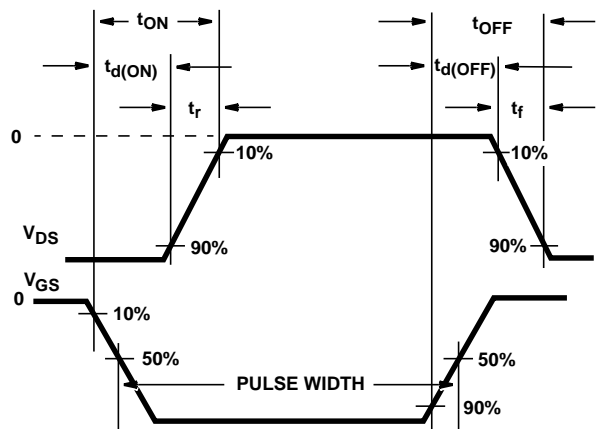 tON tOFF
td(ON) td(OFF)
tr tf
0
10% 10%
VDS 90% 90%
VGS
0
10%
50% 50%
PULSE WIDTH
90%